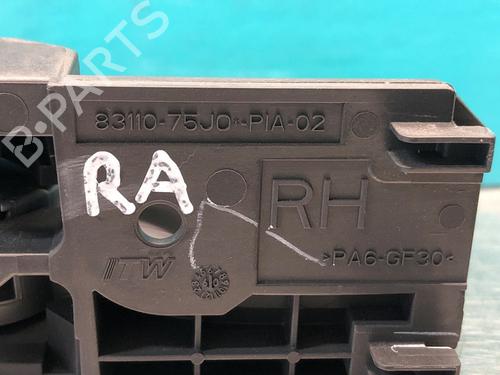 B-PARTS
83110-75J0*-PIA-02
RA
RH
ITW
>PA6-GF30<